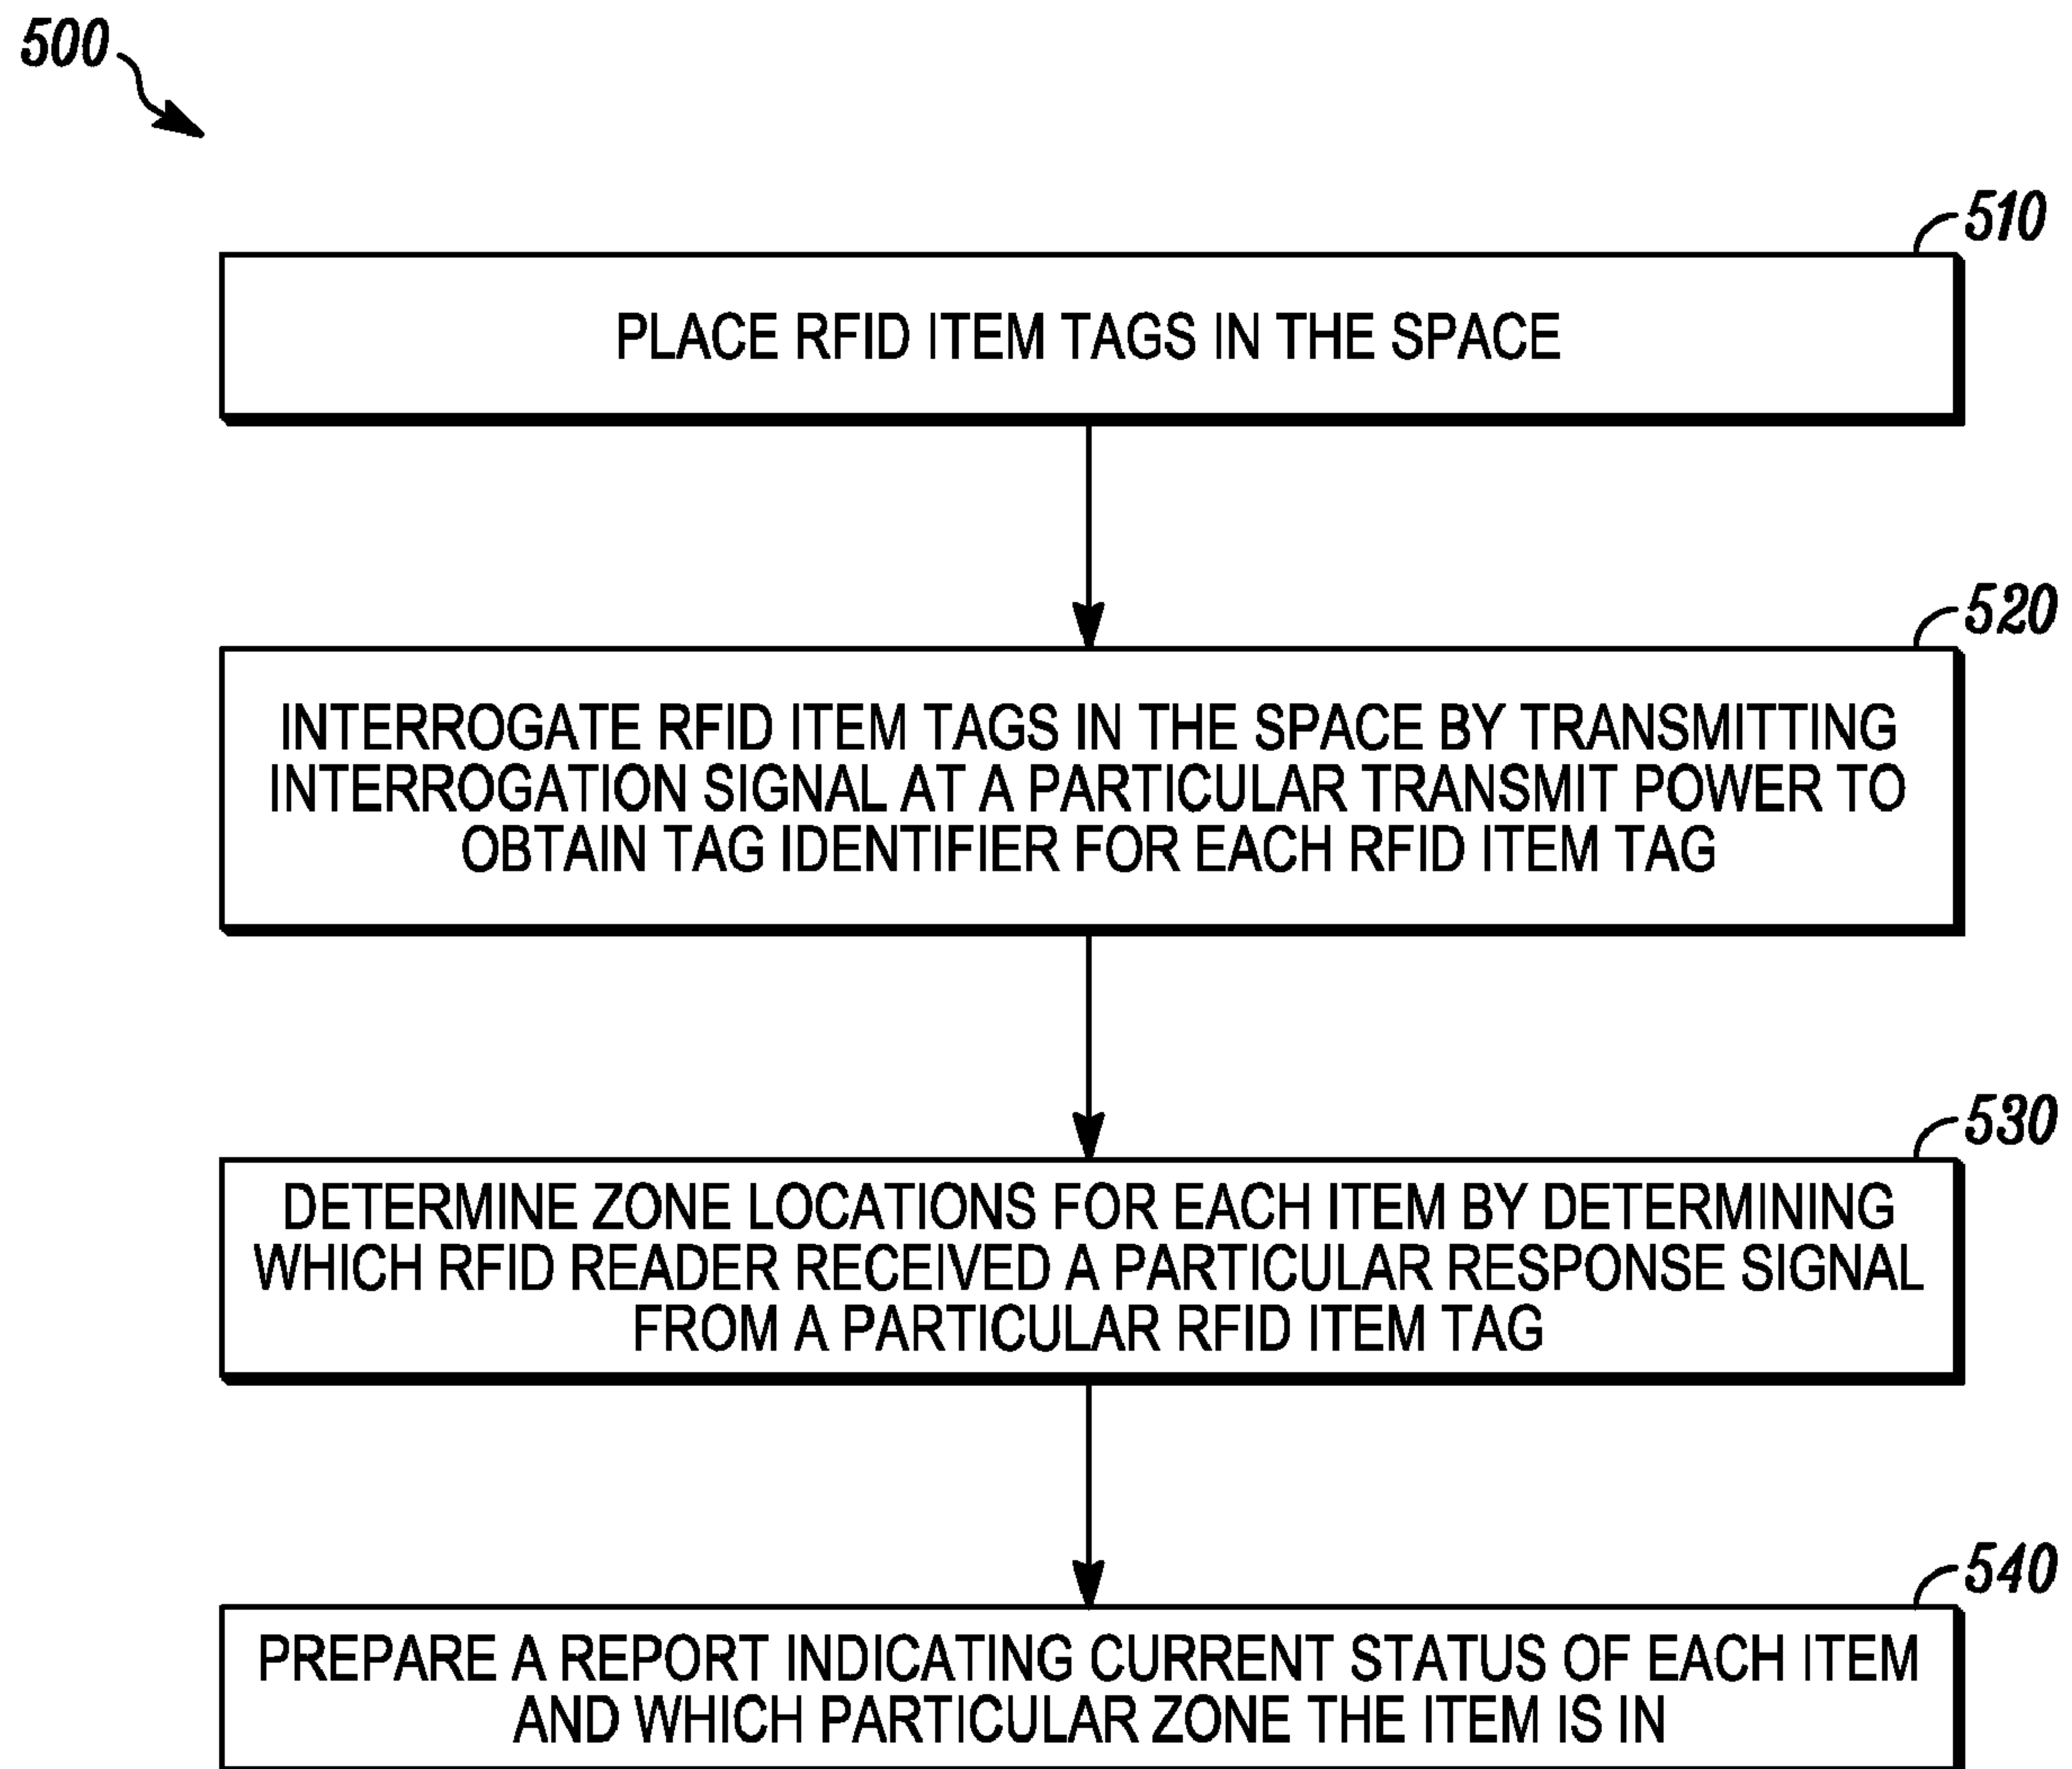 500
510
PLACE RFID ITEM TAGS IN THE SPACE
520
INTERROGATE RFID ITEM TAGS IN THE SPACE BY TRANSMITTING
INTERROGATION SIGNAL AT A PARTICULAR TRANSMIT POWER TO
OBTAIN TAG IDENTIFIER FOR EACH RFID ITEM TAG
530
DETERMINE ZONE LOCATIONS FOR EACH ITEM BY DETERMINING
WHICH RFID READER RECEIVED A PARTICULAR RESPONSE SIGNAL
FROM A PARTICULAR RFID ITEM TAG
540
PREPARE A REPORT INDICATING CURRENT STATUS OF EACH ITEM
AND WHICH PARTICULAR ZONE THE ITEM IS IN